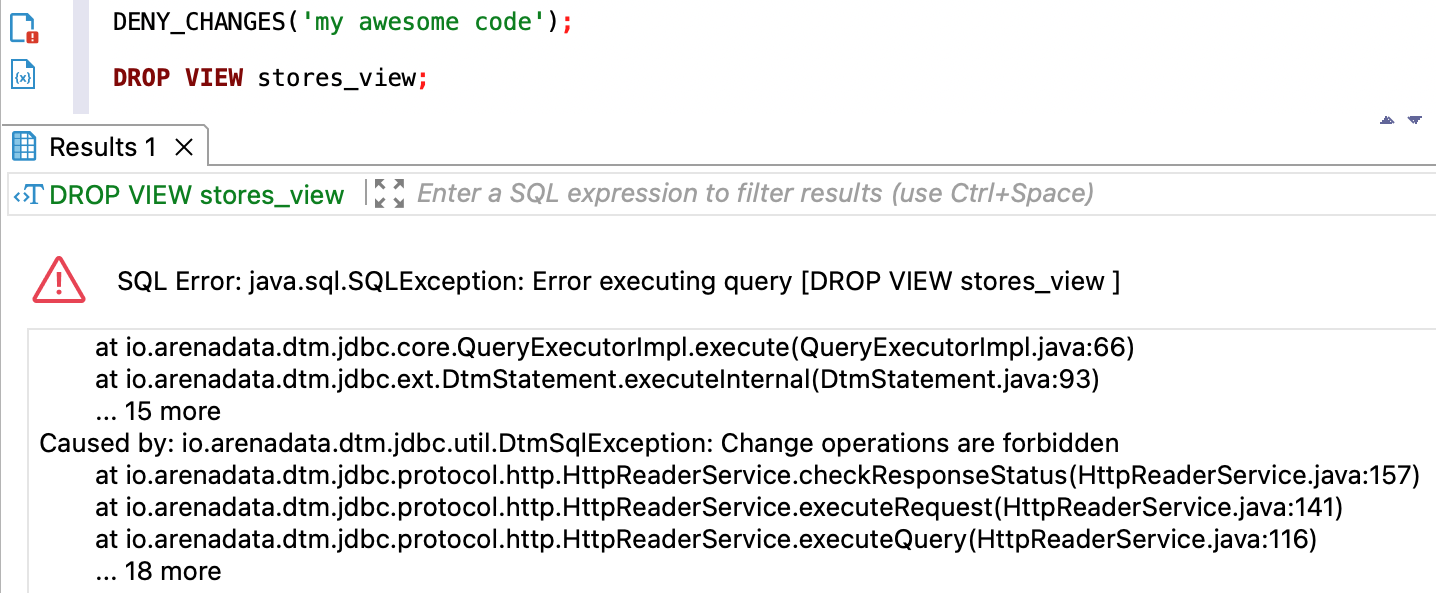 DENY_CHANGES('my awesome code');
DROP VIEW stores_view;
Results 1
DROP VIEW stores_view Enter a SQL expression to filter results (use Ctrl+Space)
SQL Error: java.sql.SQLException: Error executing query [DROP VIEW stores_view ]
at io.arenadata.dtm.jdbc.core.QueryExecutorImpl.execute(QueryExecutorImpl.java:66)
at io.arenadata.dtm.jdbc.ext.DtmStatement.executeInternal(DtmStatement.java:93)
... 15 more
Caused by: io.arenadata.dtm.jdbc.util.DtmSqlException: Change operations are forbidden
at io.arenadata.dtm.jdbc.protocol.http.HttpReaderService.checkResponseStatus(HttpReaderService.java:157)
at io.arenadata.dtm.jdbc.protocol.http.HttpReaderService.executeRequest(HttpReaderService.java:141)
at io.arenadata.dtm.jdbc.protocol.http.HttpReaderService.executeQuery(HttpReaderService.java:116)
... 18 more